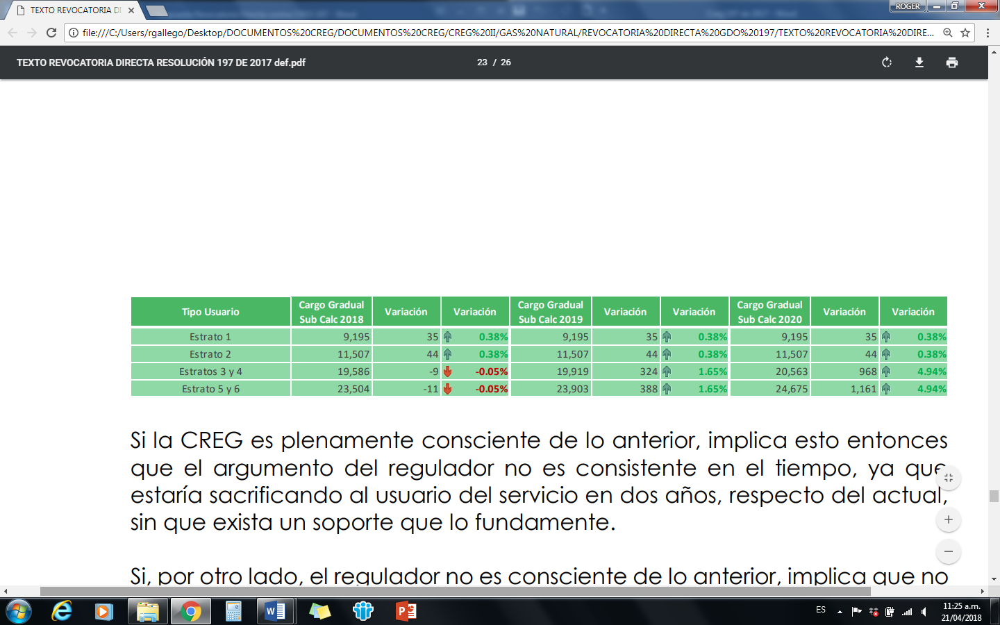 TEXTO REVOCATORIA DI
ROGER
file:///C:/Users/rgallego/Desktop/DOCUMENTOS%20CREG/DOCUMENTOS%20CREG/CREG%20II/GAS%20NATURAL/REVOCATORIA%20DIRECTA%20GDO%20197/TEXTO%20REVOCATORIA%20DIRE...
TEXTO REVOCATORIA DIRECTA RESOLUCIÓN 197 DE 2017 def.pdf 23 / 26
Tipo Usuario Cargo Gradual Sub Calc 2018 Variación Variación Cargo Gradual Sub Calc 2019 Variación Variación Cargo Gradual Sub Calc 2020 Variación Variación
Estrato 1 9,195 35 0.38% 9,195 35 0.38% 9,195 35 0.38%
Estrato 2 11,507 44 0.38% 11,507 44 0.38% 11,507 44 0.38%
Estratos 3 y 4 19,586 -9 -0.05% 19,919 324 1.65% 20,563 968 4.94%
Estrato 5 y 6 23,504 -11 -0.05% 23,903 388 1.65% 24,675 1,161 4.94%
Si la CREG es plenamente consciente de lo anterior, implica esto entonces
que el argumento del regulador no es consistente en el tiempo, ya que
estaría sacrificando al usuario del servicio en dos años, respecto del actual,
sin que exista un soporte que lo fundamente.
Si, por otro lado, el regulador no es consciente de lo anterior, implica que no
ES 11:25 a.m.
21/04/2018